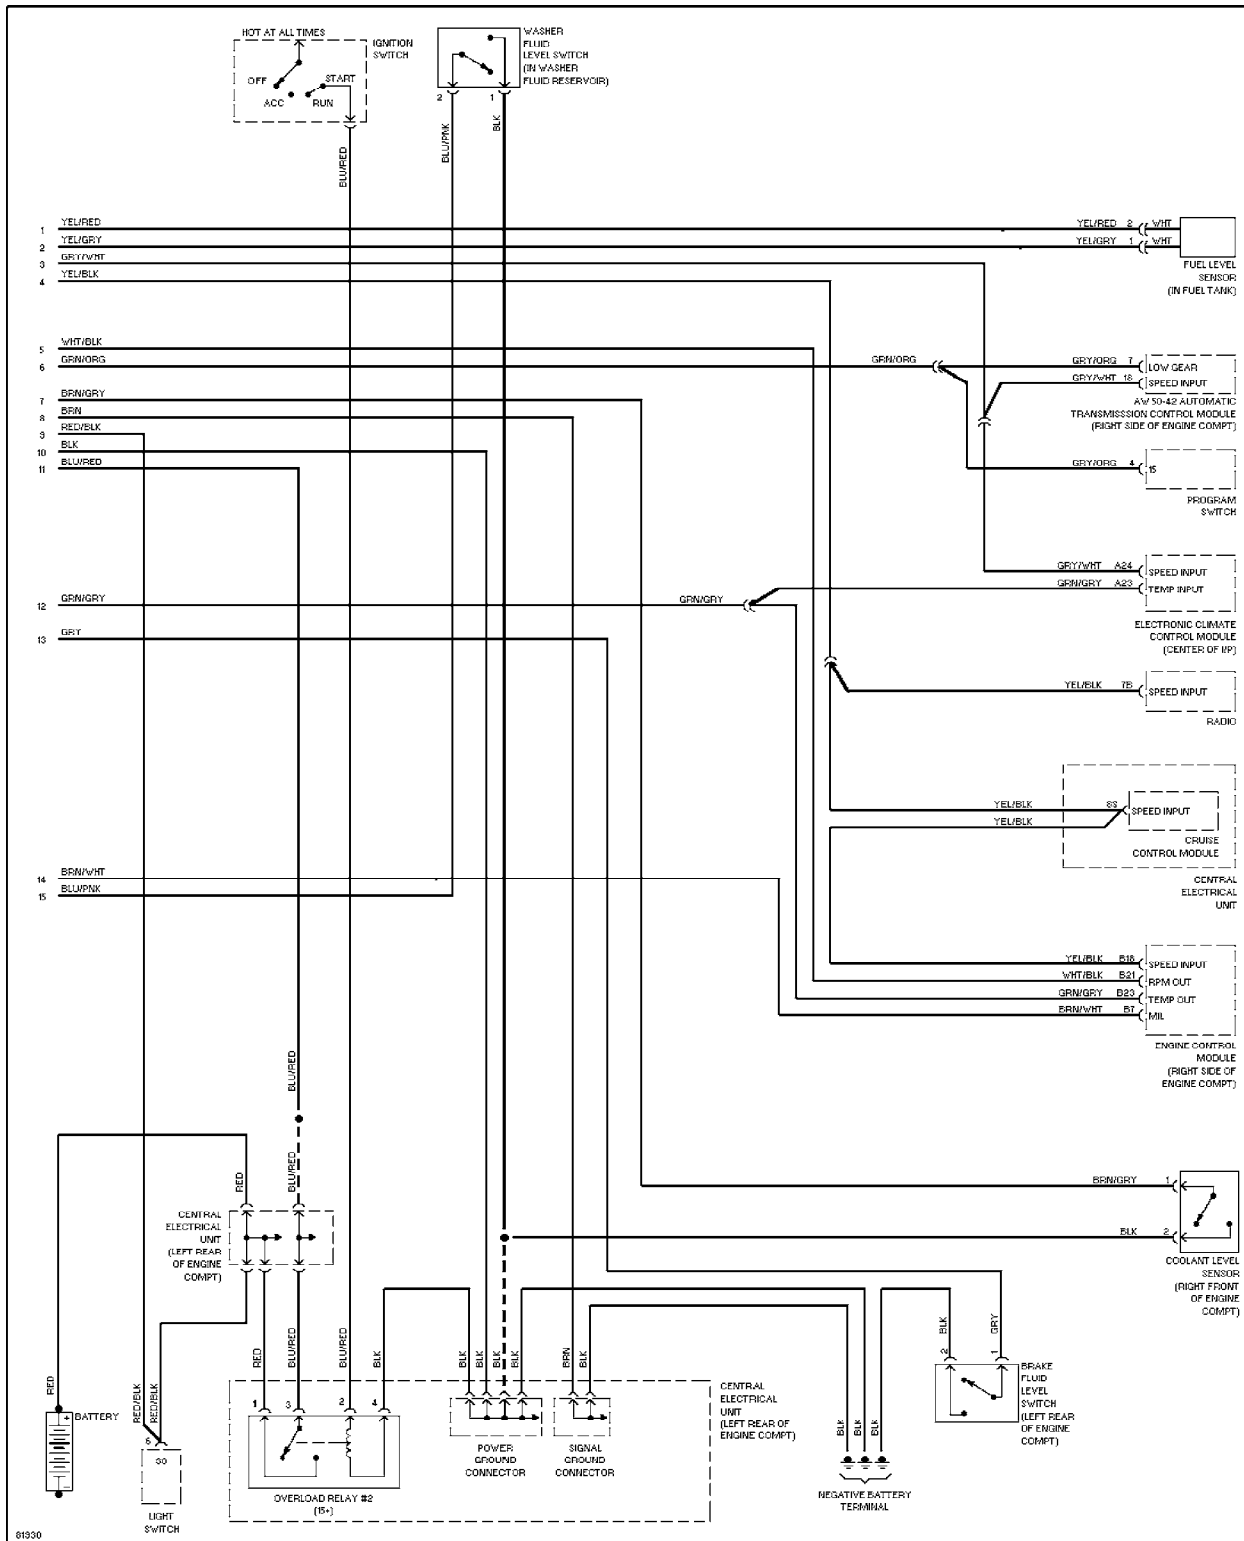 HOT AT ALL TIMES
IGNITION
SWITCH
OFF
START
ACC
RUN
WASHER
FLUID
LEVEL SWITCH
(IN WASHER
FLUID RESERVOIR)
2
1
BLU/RED
BLU/PNK
BLK
1 YEL/RED
YEL/RED 2 WHT
2 YEL/GRY
YEL/GRY 1 WHT
3 GRY/WHT
4 YEL/BLK
FUEL LEVEL
SENSOR
(IN FUEL TANK)
5 WHT/BLK
6 GRN/ORG
GRN/ORG
GRY/ORG 7 LOW GEAR
GRY/WHT 18 SPEED INPUT
AW 50-42 AUTOMATIC
TRANSMISSSION CONTROL MODULE
(RIGHT SIDE OF ENGINE COMPT)
7 BRN/GRY
8 BRN
9 RED/BLK
10 BLK
11 BLU/RED
GRY/ORG 4 15
PROGRAM
SWITCH
GRY/WHT A24 SPEED INPUT
GRN/GRY A23 TEMP INPUT
ELECTRONIC CLIMATE
CONTROL MODULE
(CENTER OF I/P)
12 GRN/GRY
GRN/GRY
13 GRY
YEL/BLK 7B SPEED INPUT
RADIO
YEL/BLK 8S SPEED INPUT
YEL/BLK
CRUISE
CONTROL MODULE
CENTRAL
ELECTRICAL
UNIT
14 BRN/WHT
15 BLU/PNK
YEL/BLK B18 SPEED INPUT
WHT/BLK B21 RPM OUT
GRN/GRY B23 TEMP OUT
BRN/WHT B7 MIL
ENGINE CONTROL
MODULE
(RIGHT SIDE OF
ENGINE COMPT)
BLU/RED
RED
BLU/RED
CENTRAL
ELECTRICAL
UNIT
(LEFT REAR
OF ENGINE
COMPT)
BRN/GRY 1
BLK 2
COOLANT LEVEL
SENSOR
(RIGHT FRONT
OF ENGINE
COMPT)
RED
RED/BLK
RED/BLK
RED
BLU/RED
BLU/RED
BLK
BLK
BLK
BLK
BLK
BRN
BLK
BLK
GRY
2
1
BRAKE
FLUID
LEVEL
SWITCH
(LEFT REAR
OF ENGINE
COMPT)
BATTERY
+
-
6
30
LIGHT
SWITCH
1
3
2
4
OVERLOAD RELAY #2
(15+)
POWER
GROUND
CONNECTOR
SIGNAL
GROUND
CONNECTOR
CENTRAL
ELECTRICAL
UNIT
(LEFT REAR OF
ENGINE COMPT)
BLK
BLK
BLK
NEGATIVE BATTERY
TERMINAL
81930